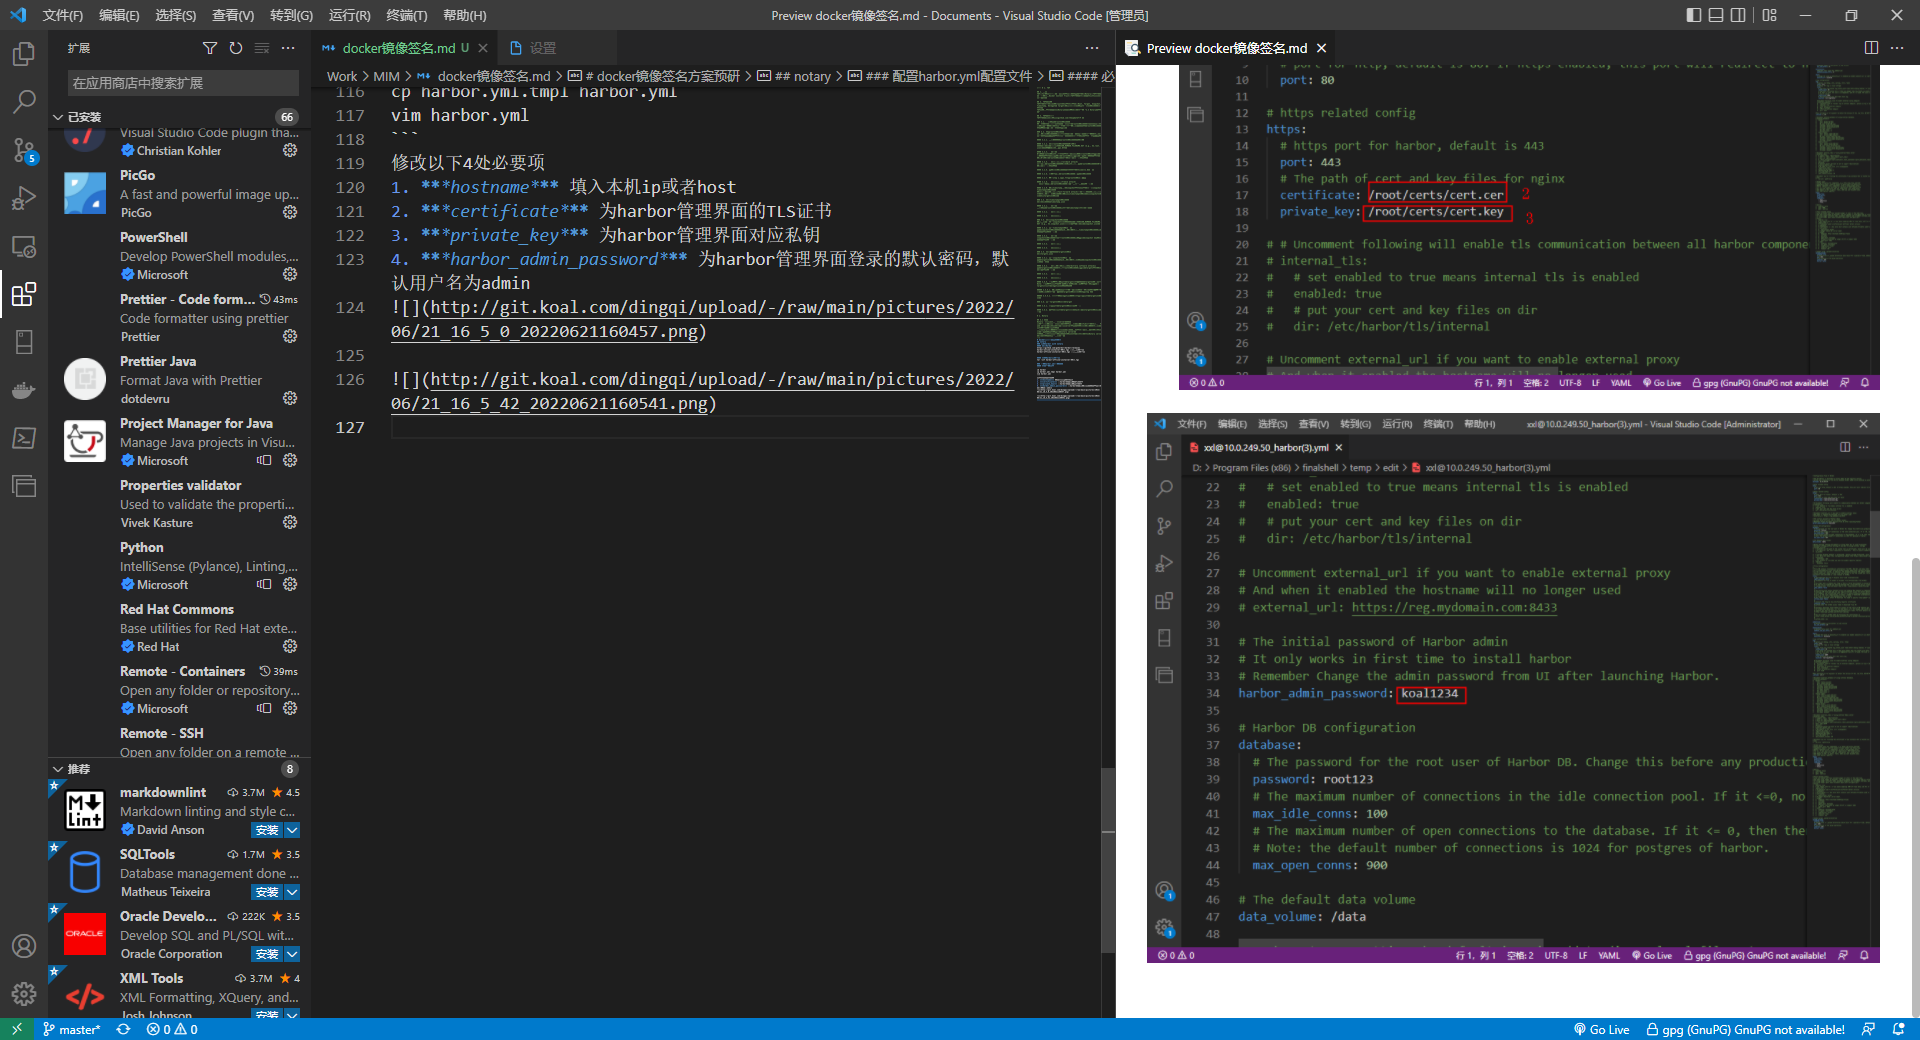 文件(F) 编辑(E) 选择(S) 查看(V) 转到(G) 运行(R) 终端(T) 帮助(H)
Preview docker镜像签名.md - Documents - Visual Studio Code [管理员]
扩展
在应用商店中搜索扩展
已安装 66
Visual Studio Code plugin tha...
Christian Kohler
PicGo
A fast and powerful image up...
PicGo
PowerShell
Develop PowerShell modules,...
Microsoft
Prettier - Code form... 43ms
Code formatter using prettier
Prettier
Prettier Java
Format Java with Prettier
dotdevru
Project Manager for Java
Manage Java projects in Visu...
Microsoft
Properties validator
Used to validate the properti...
Vivek Kasture
Python
IntelliSense (Pylance), Linting,...
Microsoft
Red Hat Commons
Base utilities for Red Hat exte...
Red Hat
Remote - Containers 39ms
Open any folder or repository...
Microsoft
Remote - SSH
Open any folder on a remote ...
推荐 8
markdownlint 3.7M 4.5
Markdown linting and style c...
David Anson 安装
SQLTools 1.7M 3.5
Database management done ...
Matheus Teixeira 安装
Oracle Develo... 222K 3.5
Develop SQL and PL/SQL wit...
Oracle Corporation 安装
XML Tools 3.7M 4
XML Formatting, XQuery, and...
Josh Johnson 安装
docker镜像签名.md U
设置
Work > MIM > docker镜像签名.md > # docker镜像签名方案预研 > ## notary > ### 配置harbor.yml配置文件 > #### 必
116 cp harbor.yml.tmpl harbor.yml
117 vim harbor.yml
118 ```
119 修改以下4处必要项
120 1. ***hostname*** 填入本机ip或者host
121 2. ***certificate*** 为harbor管理界面的TLS证书
122 3. ***private_key*** 为harbor管理界面对应私钥
123 4. ***harbor_admin_password*** 为harbor管理界面登录的默认密码，默
认用户名为admin
124 ![](http://git.koal.com/dingqi/upload/-/raw/main/pictures/2022/
06/21_16_5_0_20220621160457.png)
125
126 ![](http://git.koal.com/dingqi/upload/-/raw/main/pictures/2022/
06/21_16_5_42_20220621160541.png)
127
Preview docker镜像签名.md
10 port: 80
11
12 # https related config
13 https:
14 # https port for harbor, default is 443
15 port: 443
16 # The path of cert and key files for nginx
17 certificate: /root/certs/cert.cer 2
18 private_key: /root/certs/cert.key 3
19
20 # # Uncomment following will enable tls communication between all harbor compone
21 # internal_tls:
22 # # set enabled to true means internal tls is enabled
23 # enabled: true
24 # # put your cert and key files on dir
25 # dir: /etc/harbor/tls/internal
26
27 # Uncomment external_url if you want to enable external proxy
0 0 行 1, 列 1 空格: 2 UTF-8 LF YAML Go Live gpg (GnuPG) GnuPG not available!
文件(F) 编辑(E) 选择(S) 查看(V) 转到(G) 运行(R) 终端(T) 帮助(H) xxl@10.0.249.50_harbor(3).yml - Visual Studio Code [Administrator]
xxl@10.0.249.50_harbor(3).yml
D: > Program Files (x86) > finalshell > temp > edit > xxl@10.0.249.50_harbor(3).yml
22 # # set enabled to true means internal tls is enabled
23 # enabled: true
24 # # put your cert and key files on dir
25 # dir: /etc/harbor/tls/internal
26
27 # Uncomment external_url if you want to enable external proxy
28 # And when it enabled the hostname will no longer used
29 # external_url: https://reg.mydomain.com:8433
30
31 # The initial password of Harbor admin
32 # It only works in first time to install harbor
33 # Remember Change the admin password from UI after launching Harbor.
34 harbor_admin_password: koal1234
35
36 # Harbor DB configuration
37 database:
38 # The password for the root user of Harbor DB. Change this before any producti
39 password: root123
40 # The maximum number of connections in the idle connection pool. If it <=0, no
41 max_idle_conns: 100
42 # The maximum number of open connections to the database. If it <= 0, then the
43 # Note: the default number of connections is 1024 for postgres of harbor.
44 max_open_conns: 900
45
46 # The default data volume
47 data_volume: /data
48
0 0 行 1, 列 1 空格: 2 UTF-8 LF YAML Go Live gpg (GnuPG) GnuPG not available!
master* 0 0 Go Live gpg (GnuPG) GnuPG not available!